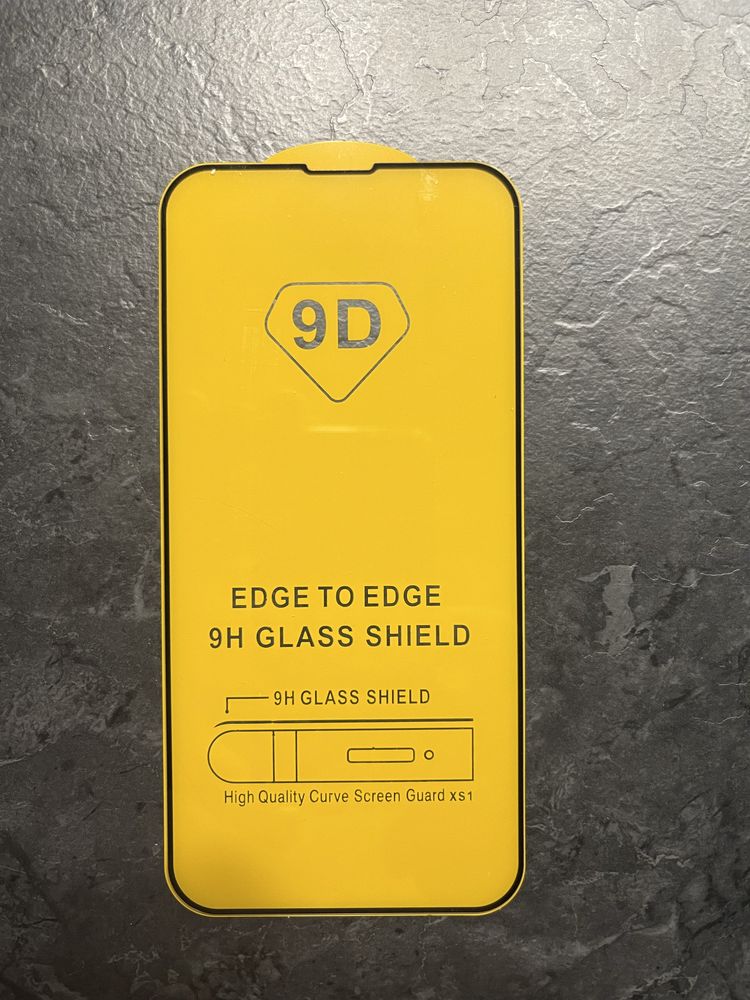 9D
EDGE TO EDGE
9H GLASS SHIELD
9H GLASS SHIELD
High Quality Curve Screen Guard XS1